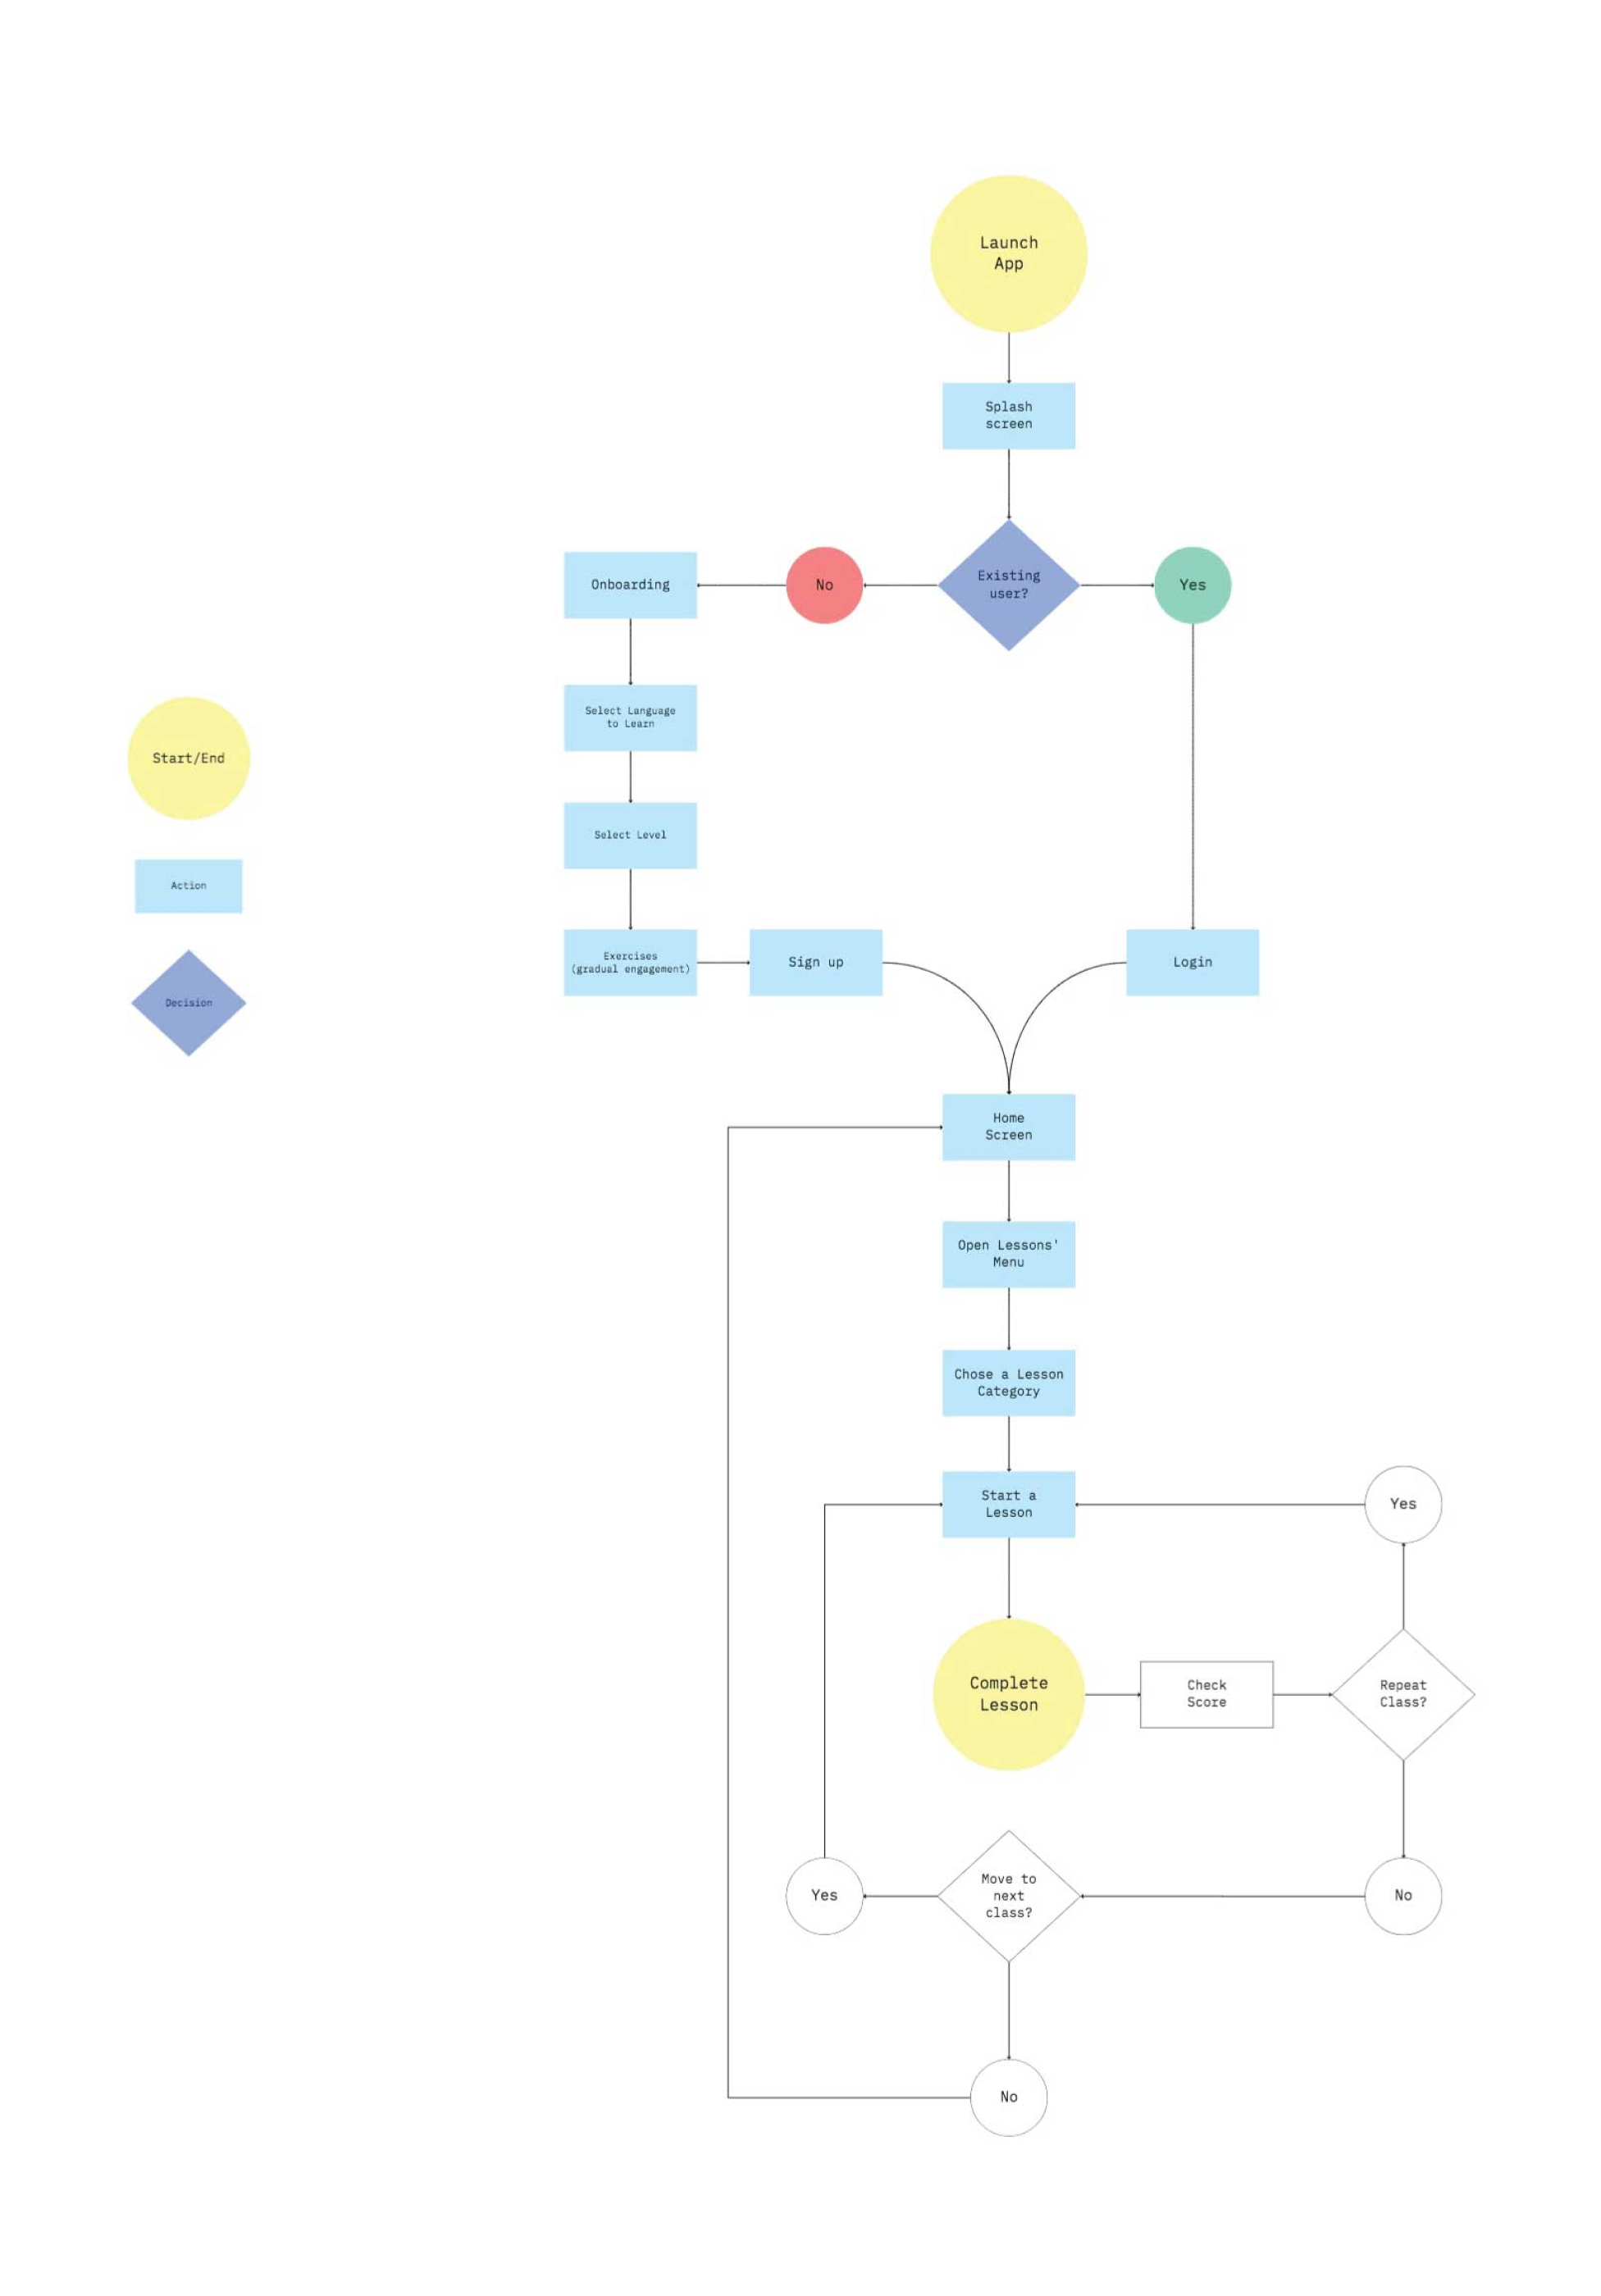 Launch
App
Splash
screen
Existing
user?
No
Yes
Onboarding
Select Language
to Learn
Select Level
Exercises
(gradual engagement)
Sign up
Login
Start/End
Action
Decision
Home
Screen
Open Lessons'
Menu
Chose a Lesson
Category
Start a
Lesson
Yes
Complete
Lesson
Check
Score
Repeat
Class?
Yes
Move to
next
class?
No
No